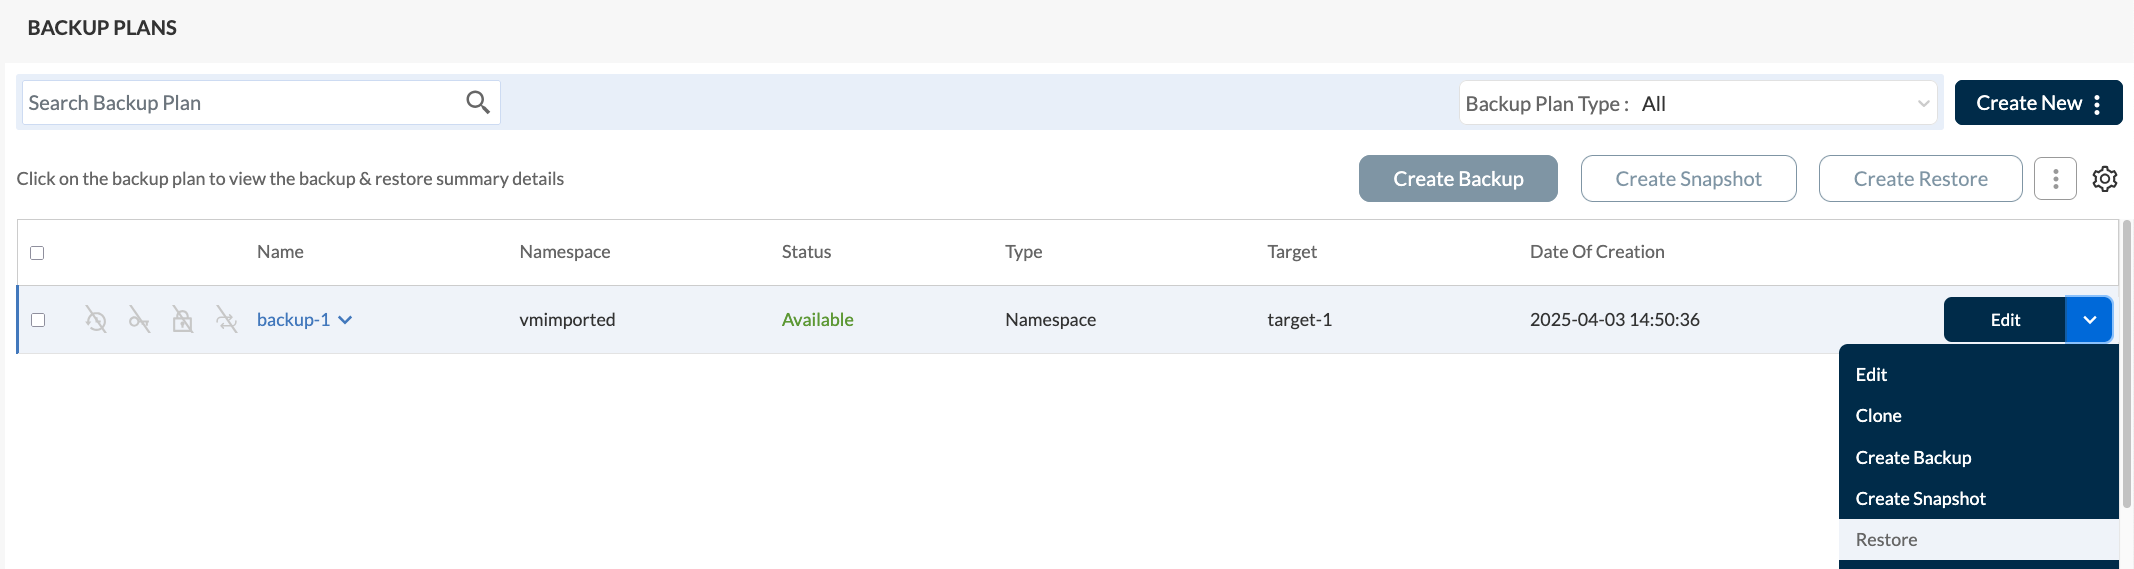 BACKUP PLANS
Search Backup Plan
Backup Plan Type : All
Create New
Click on the backup plan to view the backup & restore summary details
Create Backup
Create Snapshot
Create Restore
Name Namespace Status Type Target Date Of Creation
backup-1 vmimported Available Namespace target-1 2025-04-03 14:50:36 Edit
Edit
Clone
Create Backup
Create Snapshot
Restore